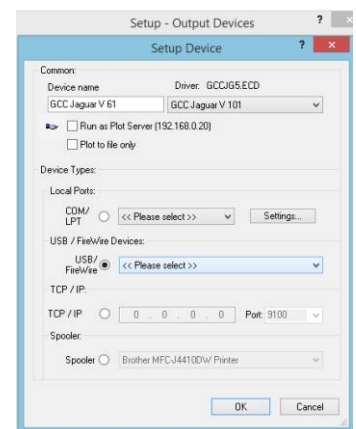 Setup - Output Devices ? x
Setup Device ? x
Common:
Device name Driver: GCCJG5.ECD
GCC Jaguar V 61 GCC Jaguar V 101
Run as Plot Server (192.168.0.20)
Plot to file only
Device Types:
Local Ports:
COM/ LPT << Please select >> Settings...
USB / FireWire Devices:
USB/ FireWire << Please select >>
TCP / IP:
TCP / IP 0 . 0 . 0 . 0 Port: 9100
Spooler:
Spooler Brother MFC-J4410DW Printer
OK Cancel